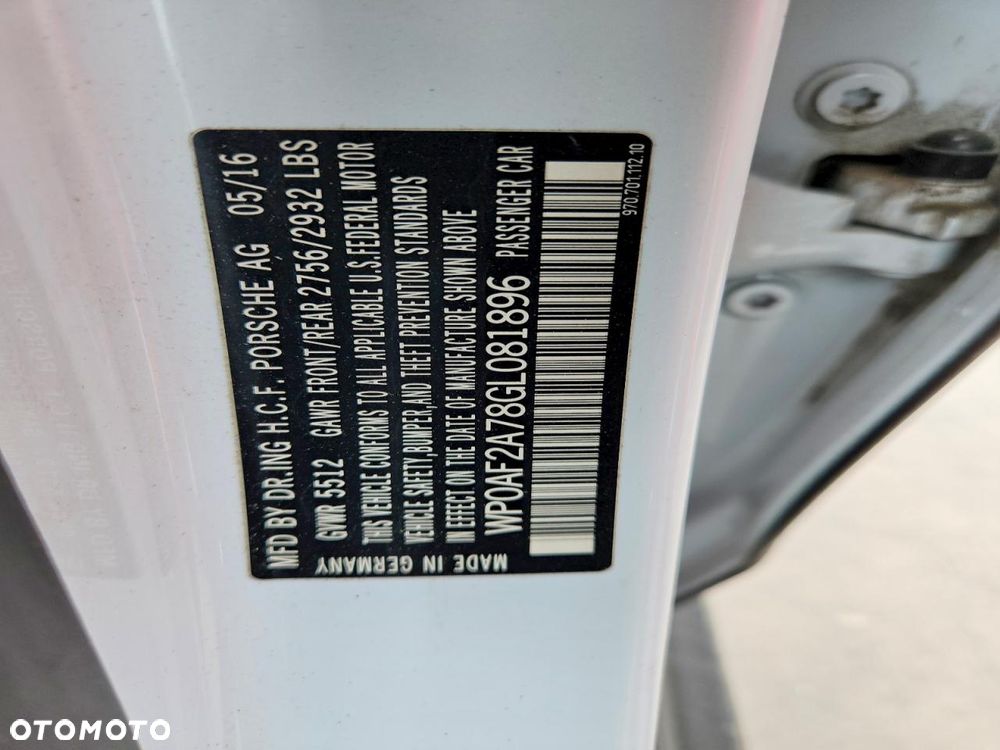 MFD BY DR.ING H.C.F. PORSCHE AG 05/16
GVWR 5512 GAWR FRONT/REAR 2756/2932 LBS
THIS VEHICLE CONFORMS TO ALL APPLICABLE U.S.FEDERAL MOTOR
VEHICLE SAFETY,BUMPER,AND THEFT PREVENTION STANDARDS
IN EFFECT ON THE DATE OF MANUFACTURE SHOWN ABOVE
WP0AF2A78GL081896 PASSENGER CAR
MADE IN GERMANY
970.701.112.10
OTOMOTO